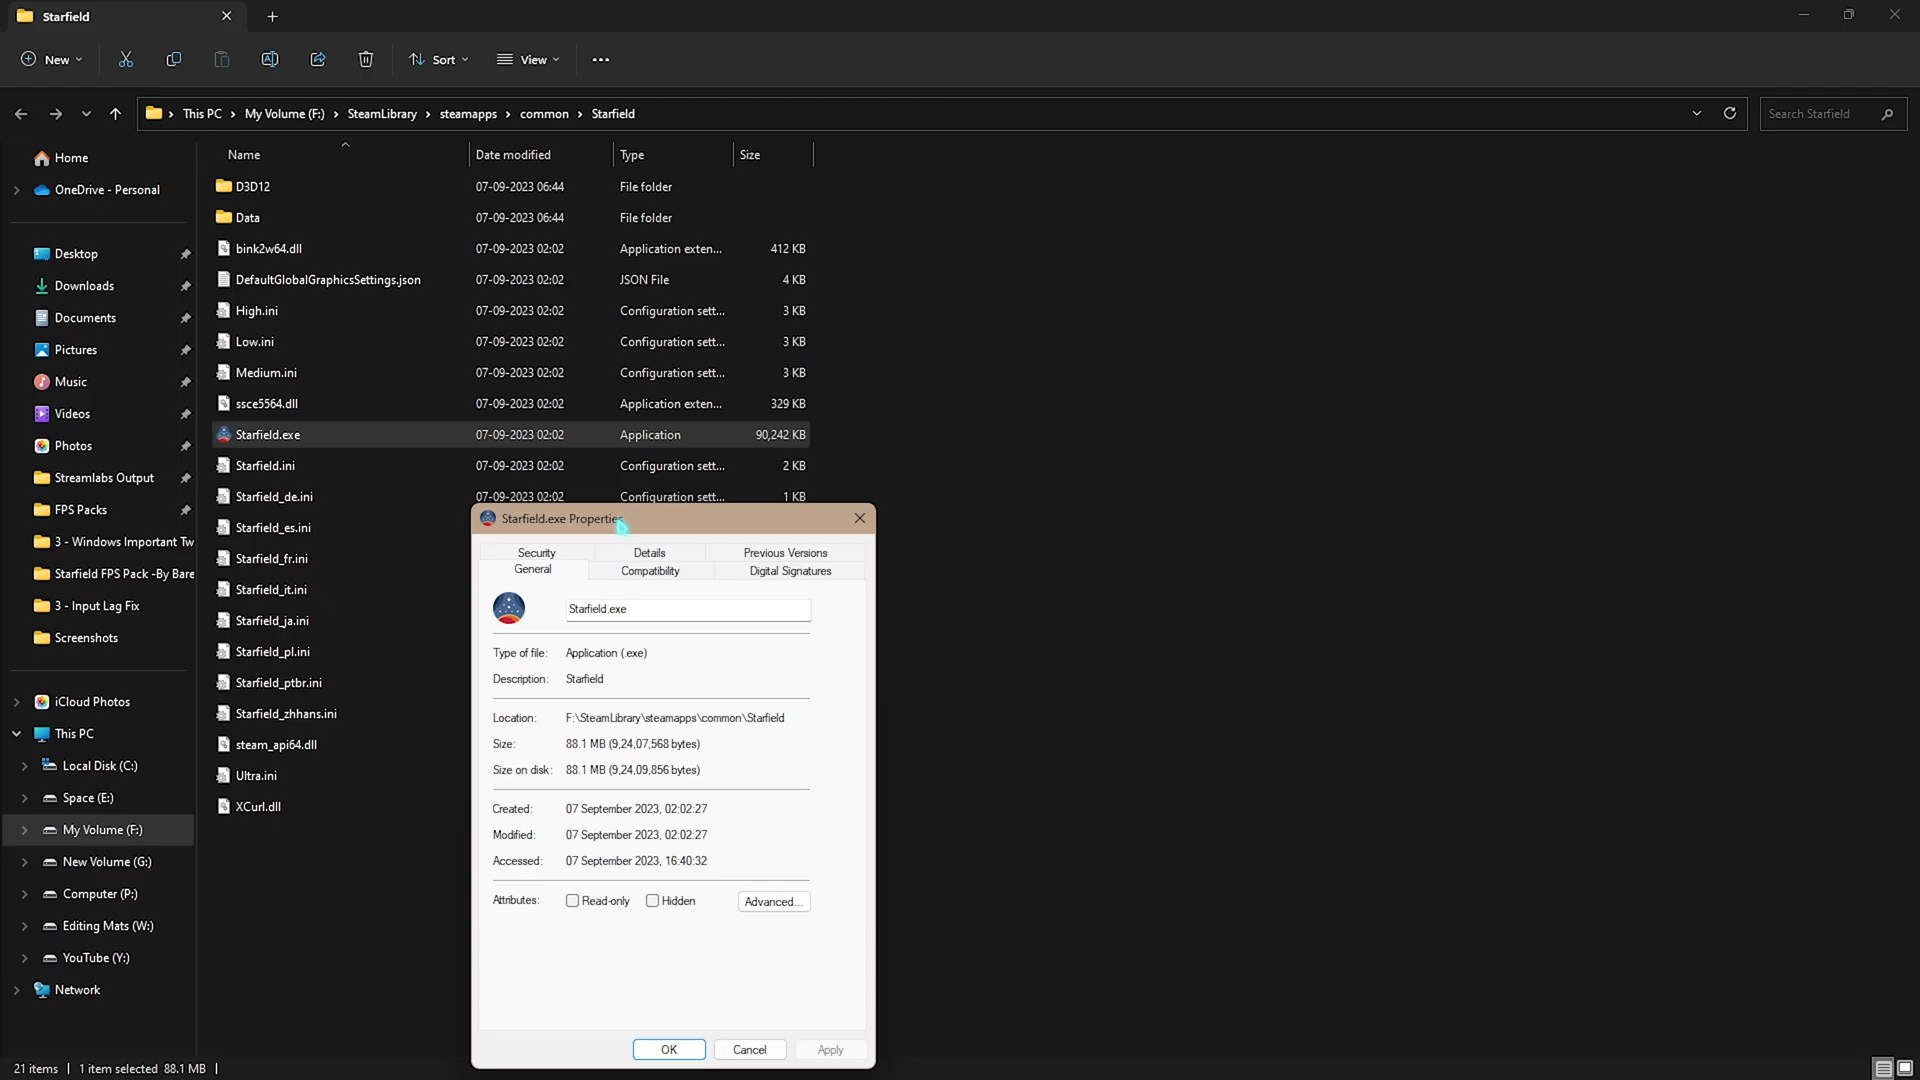 Starfield
New
Sort
View
This PC > My Volume (F:) > SteamLibrary > steamapps > common > Starfield
Search Starfield
Home
OneDrive - Personal
Desktop
Downloads
Documents
Pictures
Music
Videos
Photos
Streamlabs Output
FPS Packs
3 - Windows Important Tw
Starfield FPS Pack -By Bare
3 - Input Lag Fix
Screenshots
iCloud Photos
This PC
Local Disk (C:)
Space (E:)
My Volume (F:)
New Volume (G:)
Computer (P:)
Editing Mats (W:)
YouTube (Y:)
Network
Name Date modified Type Size
D3D12 07-09-2023 06:44 File folder
Data 07-09-2023 06:44 File folder
bink2w64.dll 07-09-2023 02:02 Application exten... 412 KB
DefaultGlobalGraphicsSettings.json 07-09-2023 02:02 JSON File 4 KB
High.ini 07-09-2023 02:02 Configuration sett... 3 KB
Low.ini 07-09-2023 02:02 Configuration sett... 3 KB
Medium.ini 07-09-2023 02:02 Configuration sett... 3 KB
ssce5564.dll 07-09-2023 02:02 Application exten... 329 KB
Starfield.exe 07-09-2023 02:02 Application 90,242 KB
Starfield.ini 07-09-2023 02:02 Configuration sett... 2 KB
Starfield_de.ini 07-09-2023 02:02 Configuration sett... 1 KB
Starfield_es.ini
Starfield_fr.ini
Starfield_it.ini
Starfield_ja.ini
Starfield_pl.ini
Starfield_ptbr.ini
Starfield_zhhans.ini
steam_api64.dll
Ultra.ini
XCurl.dll
Starfield.exe Properties
Security Details Previous Versions
General Compatibility Digital Signatures
Starfield.exe
Type of file: Application (.exe)
Description: Starfield
Location: F:\SteamLibrary\steamapps\common\Starfield
Size: 88.1 MB (9,24,07,568 bytes)
Size on disk: 88.1 MB (9,24,09,856 bytes)
Created: 07 September 2023, 02:02:27
Modified: 07 September 2023, 02:02:27
Accessed: 07 September 2023, 16:40:32
Attributes: Read-only Hidden Advanced...
OK Cancel Apply
21 items | 1 item selected 88.1 MB |